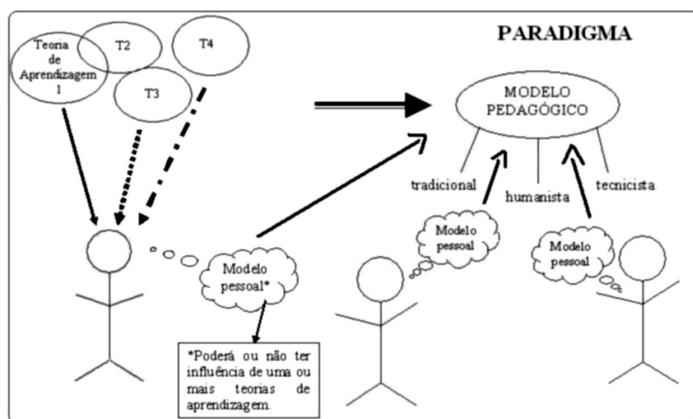 Teoria
de
Aprendizagem
1
T2
T3
T4
PARADIGMA
MODELO
PEDAGÓGICO
tradicional
humanista
tecnicista
Modelo
pessoal*
Modelo
pessoal
Modelo
pessoal
*Poderá ou não ter
influência de uma ou
mais teorias de
aprendizagem.